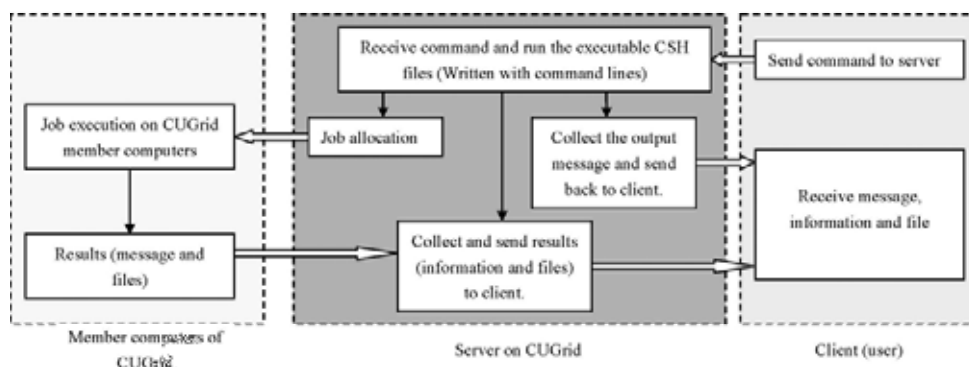 Receive command and run the executable CSH
files (Written with command lines)
Send command to server
Job execution on CUGrid
member computers
Job allocation
Collect the output
message and send
back to client.
Receive message,
information and file
Results (message and
files)
Collect and send results
(information and files)
to client.
Member computers of
CUGrid
Server on CUGrid
Client (user)